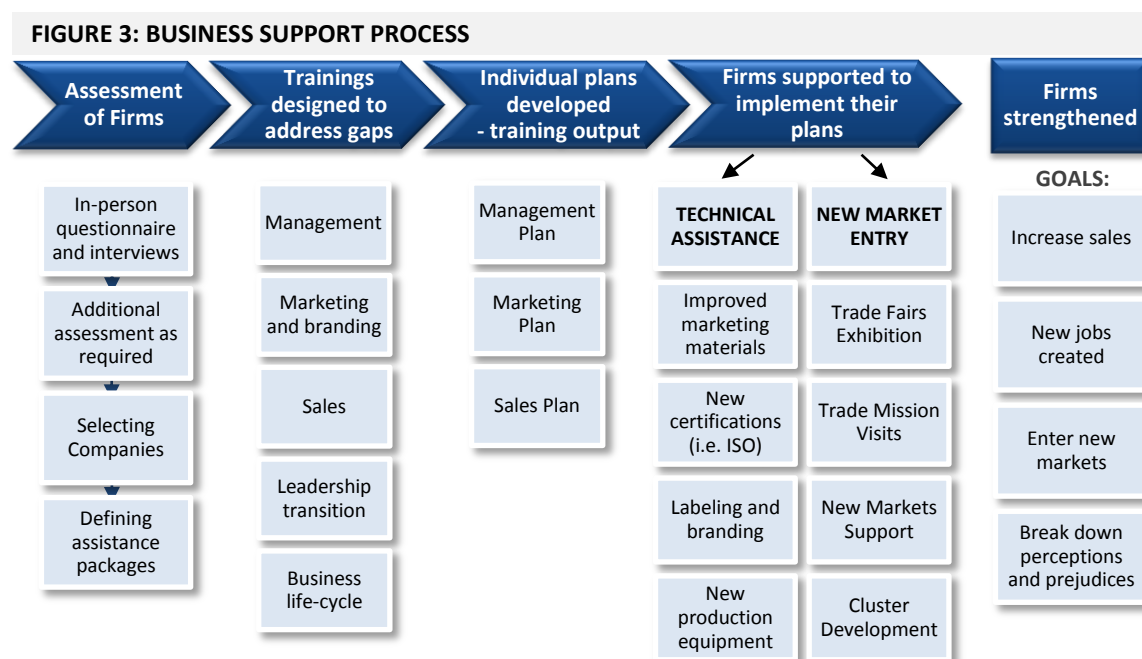 FIGURE 3: BUSINESS SUPPORT PROCESS
Assessment
of Firms
Trainings
designed to
address gaps
Individual plans
developed
- training output
Firms supported to
implement their
plans
Firms
strengthened
In-person
questionnaire
and interviews
Additional
assessment as
required
Selecting
Companies
Defining
assistance
packages
Management
Marketing
and branding
Sales
Leadership
transition
Business
life-cycle
Management
Plan
Marketing
Plan
Sales Plan
TECHNICAL
ASSISTANCE
Improved
marketing
materials
New
certifications
(i.e. ISO)
Labeling and
branding
New
production
equipment
NEW MARKET
ENTRY
Trade Fairs
Exhibition
Trade Mission
Visits
New Markets
Support
Cluster
Development
GOALS:
Increase sales
New jobs
created
Enter new
markets
Break down
perceptions
and prejudices